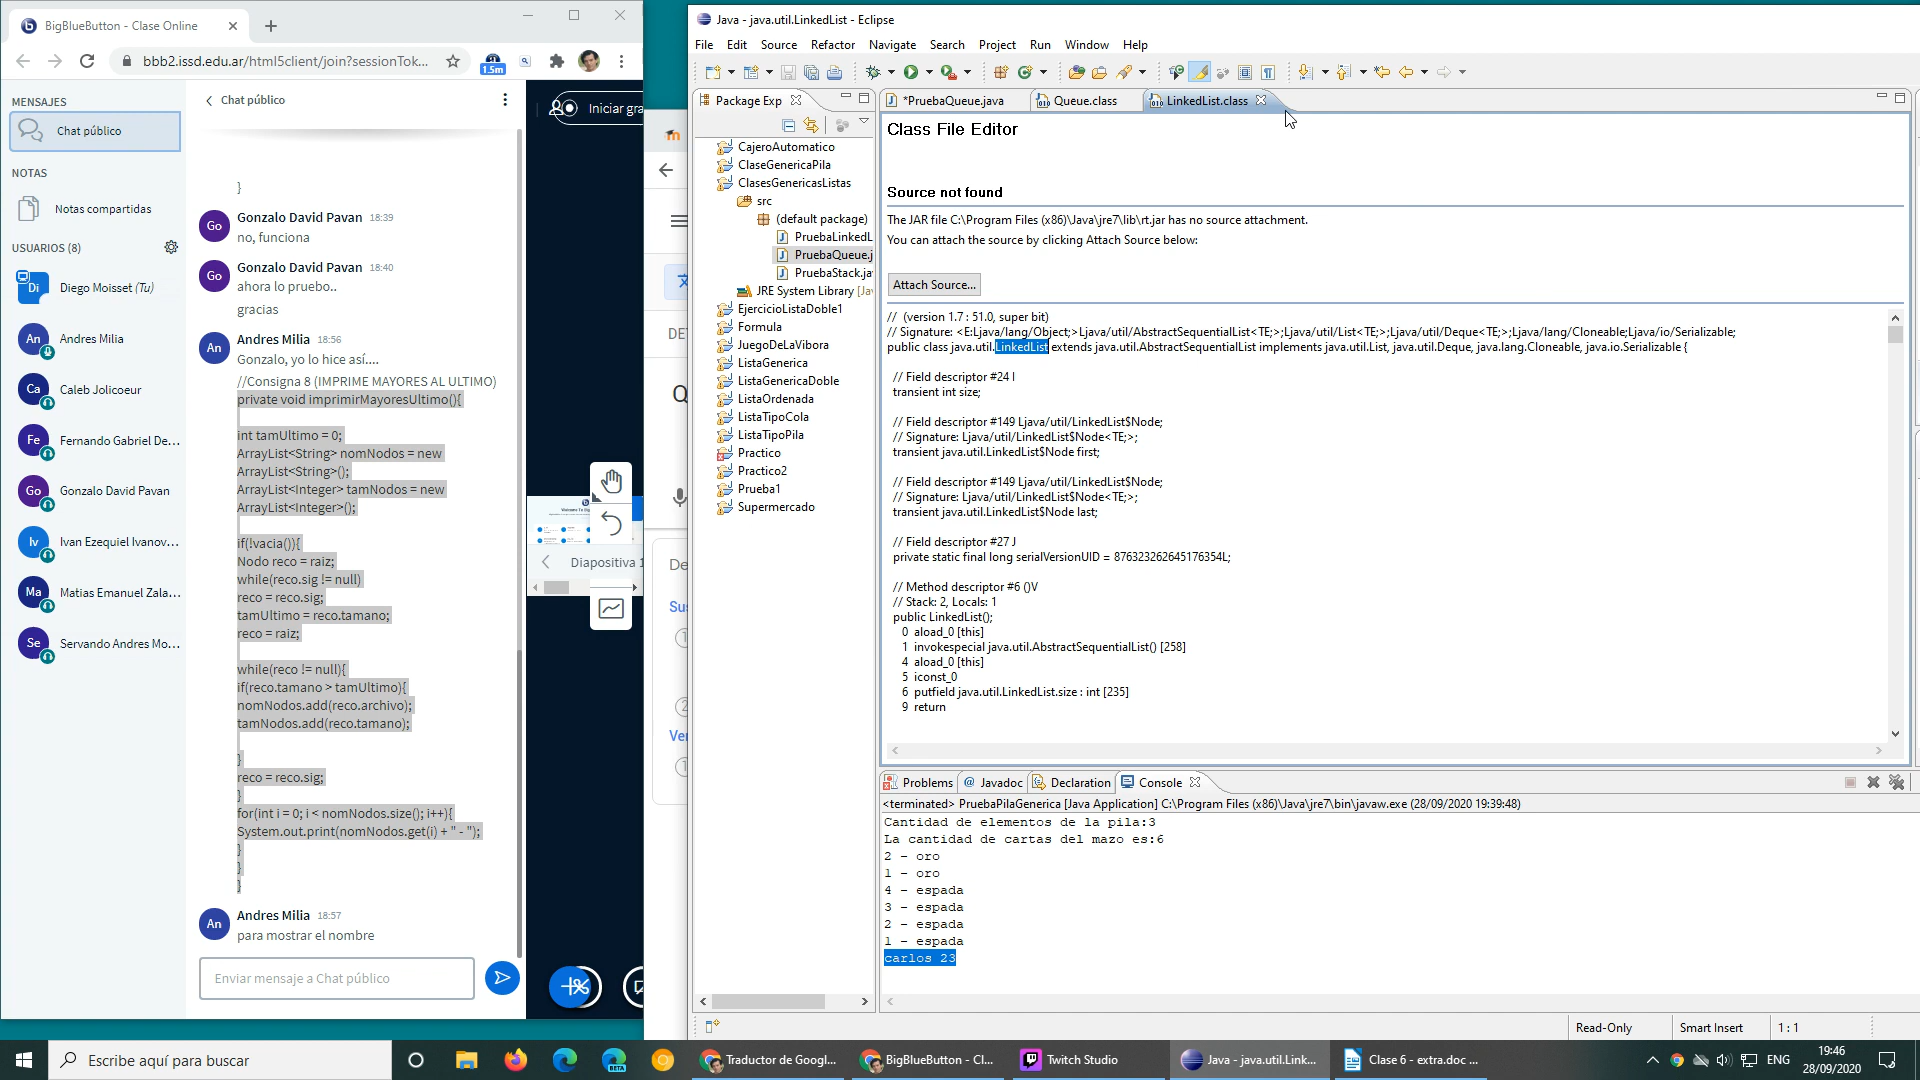 BigBlueButton - Clase Online
bbb2.issd.edu.ar/html5client/join?sessionTok...
1.5m
MENSAJES
Chat público
NOTAS
Notas compartidas
USUARIOS (8)
Di
Diego Moisset (Tu)
An
Andres Milia
Ca
Caleb Jolicoeur
Fe
Fernando Gabriel De...
Go
Gonzalo David Pavan
Iv
Ivan Ezequiel Ivanov...
Ma
Matias Emanuel Zala...
Se
Servando Andres Mo...
Chat público
}
Go
Gonzalo David Pavan 18:39
no, funciona
Go
Gonzalo David Pavan 18:40
ahora lo pruebo..
gracias
An
Andres Milia 18:56
Gonzalo, yo lo hice así....
//Consigna 8 (IMPRIME MAYORES AL ULTIMO)
private void imprimirMayoresUltimo(){
int tamUltimo = 0;
ArrayList<String> nomNodos = new
ArrayList<String>();
ArrayList<Integer> tamNodos = new
ArrayList<Integer>();
if(!vacia()){
Nodo reco = raiz;
while(reco.sig != null)
reco = reco.sig;
tamUltimo = reco.tamano;
reco = raiz;
while(reco != null){
if(reco.tamano > tamUltimo){
nomNodos.add(reco.archivo);
tamNodos.add(reco.tamano);
}
reco = reco.sig;
}
for(int i = 0; i < nomNodos.size(); i++){
System.out.print(nomNodos.get(i) + " - ");
}
}
}
An
Andres Milia 18:57
para mostrar el nombre
Enviar mensaje a Chat público
Iniciar gra
Diapositiva 1
DE
Q
De
Sus
1
2
Ver
1
Java - java.util.LinkedList - Eclipse
File Edit Source Refactor Navigate Search Project Run Window Help
Package Exp
CajeroAutomatico
ClaseGenericaPila
ClasesGenericasListas
src
(default package)
PruebaLinkedL
PruebaQueue.j
PruebaStack.ja
JRE System Library [Jav
EjercicioListaDoble1
Formula
JuegoDeLaVibora
ListaGenerica
ListaGenericaDoble
ListaOrdenada
ListaTipoCola
ListaTipoPila
Practico
Practico2
Prueba1
Supermercado
*PruebaQueue.java
Queue.class
LinkedList.class
Class File Editor
Source not found
The JAR file C:\Program Files (x86)\Java\jre7\lib\rt.jar has no source attachment.
You can attach the source by clicking Attach Source below:
Attach Source...
// (version 1.7 : 51.0, super bit)
// Signature: <E:Ljava/lang/Object;>Ljava/util/AbstractSequentialList<TE;>;Ljava/util/List<TE;>;Ljava/util/Deque<TE;>;Ljava/lang/Cloneable;Ljava/io/Serializable;
public class java.util.LinkedList extends java.util.AbstractSequentialList implements java.util.List, java.util.Deque, java.lang.Cloneable, java.io.Serializable {
// Field descriptor #24 I
transient int size;
// Field descriptor #149 Ljava/util/LinkedList$Node;
// Signature: Ljava/util/LinkedList$Node<TE;>;
transient java.util.LinkedList$Node first;
// Field descriptor #149 Ljava/util/LinkedList$Node;
// Signature: Ljava/util/LinkedList$Node<TE;>;
transient java.util.LinkedList$Node last;
// Field descriptor #27 J
private static final long serialVersionUID = 876323262645176354L;
// Method descriptor #6 ()V
// Stack: 2, Locals: 1
public LinkedList();
0 aload_0 [this]
1 invokespecial java.util.AbstractSequentialList() [258]
4 aload_0 [this]
5 iconst_0
6 putfield java.util.LinkedList.size : int [235]
9 return
Problems
@ Javadoc
Declaration
Console
<terminated> PruebaPilaGenerica [Java Application] C:\Program Files (x86)\Java\jre7\bin\javaw.exe (28/09/2020 19:39:48)
Cantidad de elementos de la pila:3
La cantidad de cartas del mazo es:6
2 - oro
1 - oro
4 - espada
3 - espada
2 - espada
1 - espada
carlos 23
Read-Only
Smart Insert
1 : 1
Escribe aquí para buscar
BETA
Traductor de Googl...
BigBlueButton - Cl...
Twitch Studio
Java - java.util.Link...
Clase 6 - extra.doc ...
ENG
19:46
28/09/2020